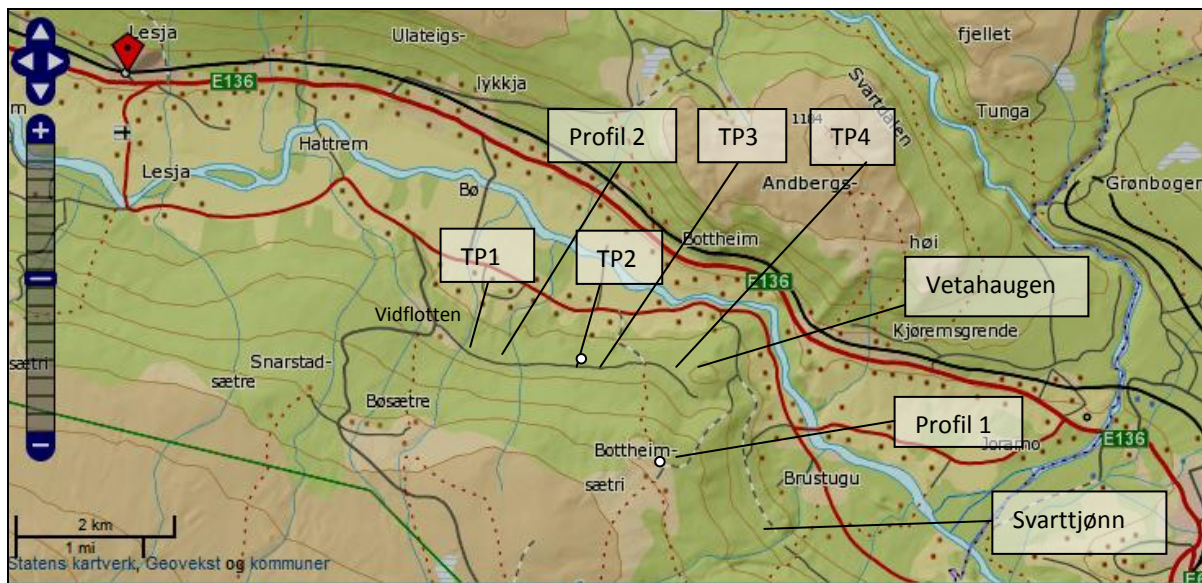 Lesja
Ulateigs-
lykkja
fjellet
Svartdalen
Tunga
E136
Profil 2
TP3
1184
TP4
Hattrem
Lesja
Andbergs-
Grønbogen
Bø
høi
TP1
TP2
Bottheim
E136
Vetahaugen
Vidflotten
Kjøremsgrende
Snarstad-
sætre
sætri
Bøsætre
Profil 1
Bottheim-
sætri
E136
Joramo
Brustugu
Svarttjønn
2 km
1 mi
Statens kartverk, Geovekst og kommuner